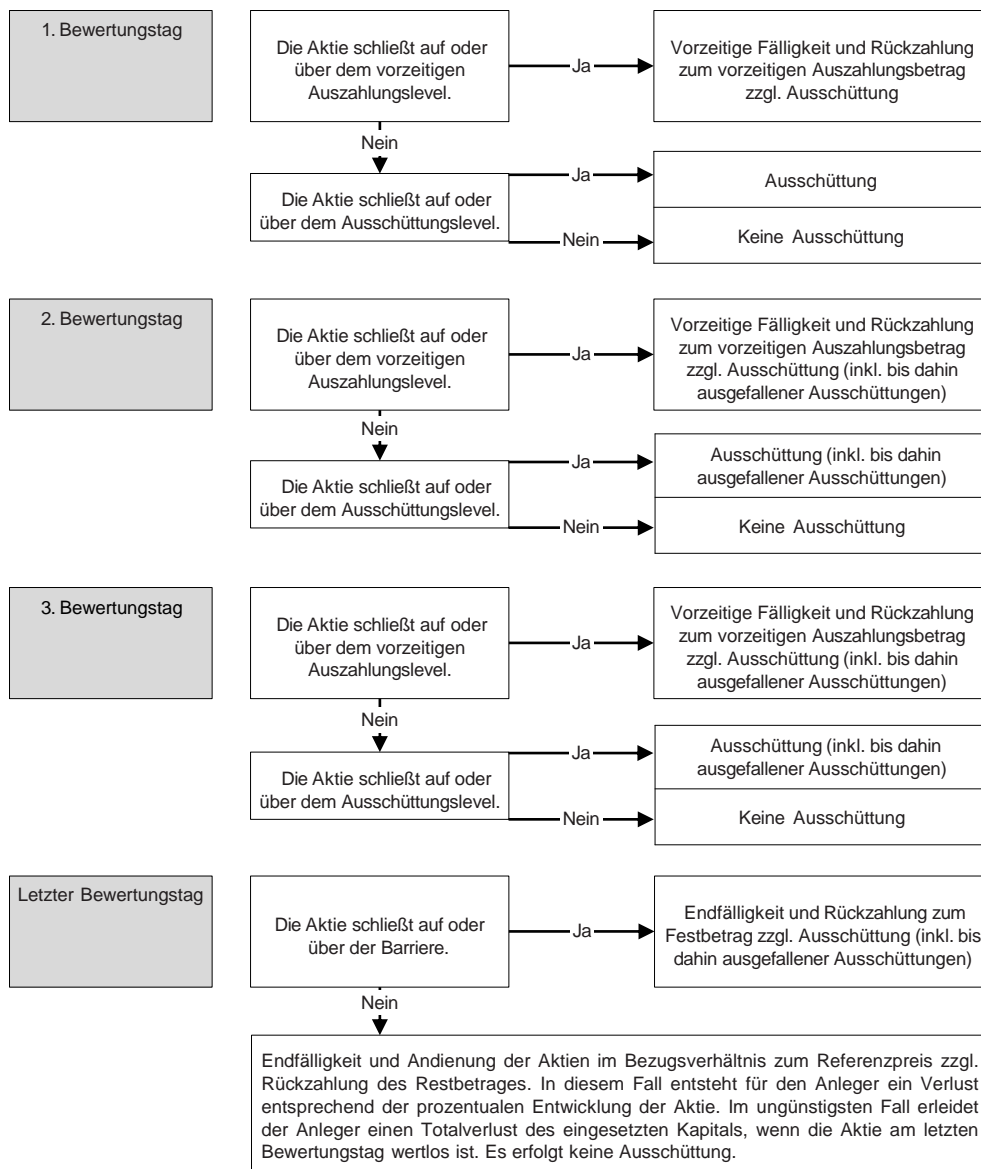 1. Bewertungstag
Die Aktie schließt auf oder
über dem vorzeitigen
Auszahlungslevel.
Ja
Vorzeitige Fälligkeit und Rückzahlung
zum vorzeitigen Auszahlungsbetrag
zzgl. Ausschüttung
Nein
Die Aktie schließt auf oder
über dem Ausschüttungslevel.
Ja
Ausschüttung
Nein
Keine Ausschüttung
2. Bewertungstag
Die Aktie schließt auf oder
über dem vorzeitigen
Auszahlungslevel.
Ja
Vorzeitige Fälligkeit und Rückzahlung
zum vorzeitigen Auszahlungsbetrag
zzgl. Ausschüttung (inkl. bis dahin
ausgefallener Ausschüttungen)
Nein
Die Aktie schließt auf oder
über dem Ausschüttungslevel.
Ja
Ausschüttung (inkl. bis dahin
ausgefallener Ausschüttungen)
Nein
Keine Ausschüttung
3. Bewertungstag
Die Aktie schließt auf oder
über dem vorzeitigen
Auszahlungslevel.
Ja
Vorzeitige Fälligkeit und Rückzahlung
zum vorzeitigen Auszahlungsbetrag
zzgl. Ausschüttung (inkl. bis dahin
ausgefallener Ausschüttungen)
Nein
Die Aktie schließt auf oder
über dem Ausschüttungslevel.
Ja
Ausschüttung (inkl. bis dahin
ausgefallener Ausschüttungen)
Nein
Keine Ausschüttung
Letzter Bewertungstag
Die Aktie schließt auf oder
über der Barriere.
Ja
Endfälligkeit und Rückzahlung zum
Festbetrag zzgl. Ausschüttung (inkl. bis
dahin ausgefallener Ausschüttungen)
Nein
Endfälligkeit und Andienung der Aktien im Bezugsverhältnis zum Referenzpreis zzgl.
Rückzahlung des Restbetrages. In diesem Fall entsteht für den Anleger ein Verlust
entsprechend der prozentualen Entwicklung der Aktie. Im ungünstigsten Fall erleidet
der Anleger einen Totalverlust des eingesetzten Kapitals, wenn die Aktie am letzten
Bewertungstag wertlos ist. Es erfolgt keine Ausschüttung.